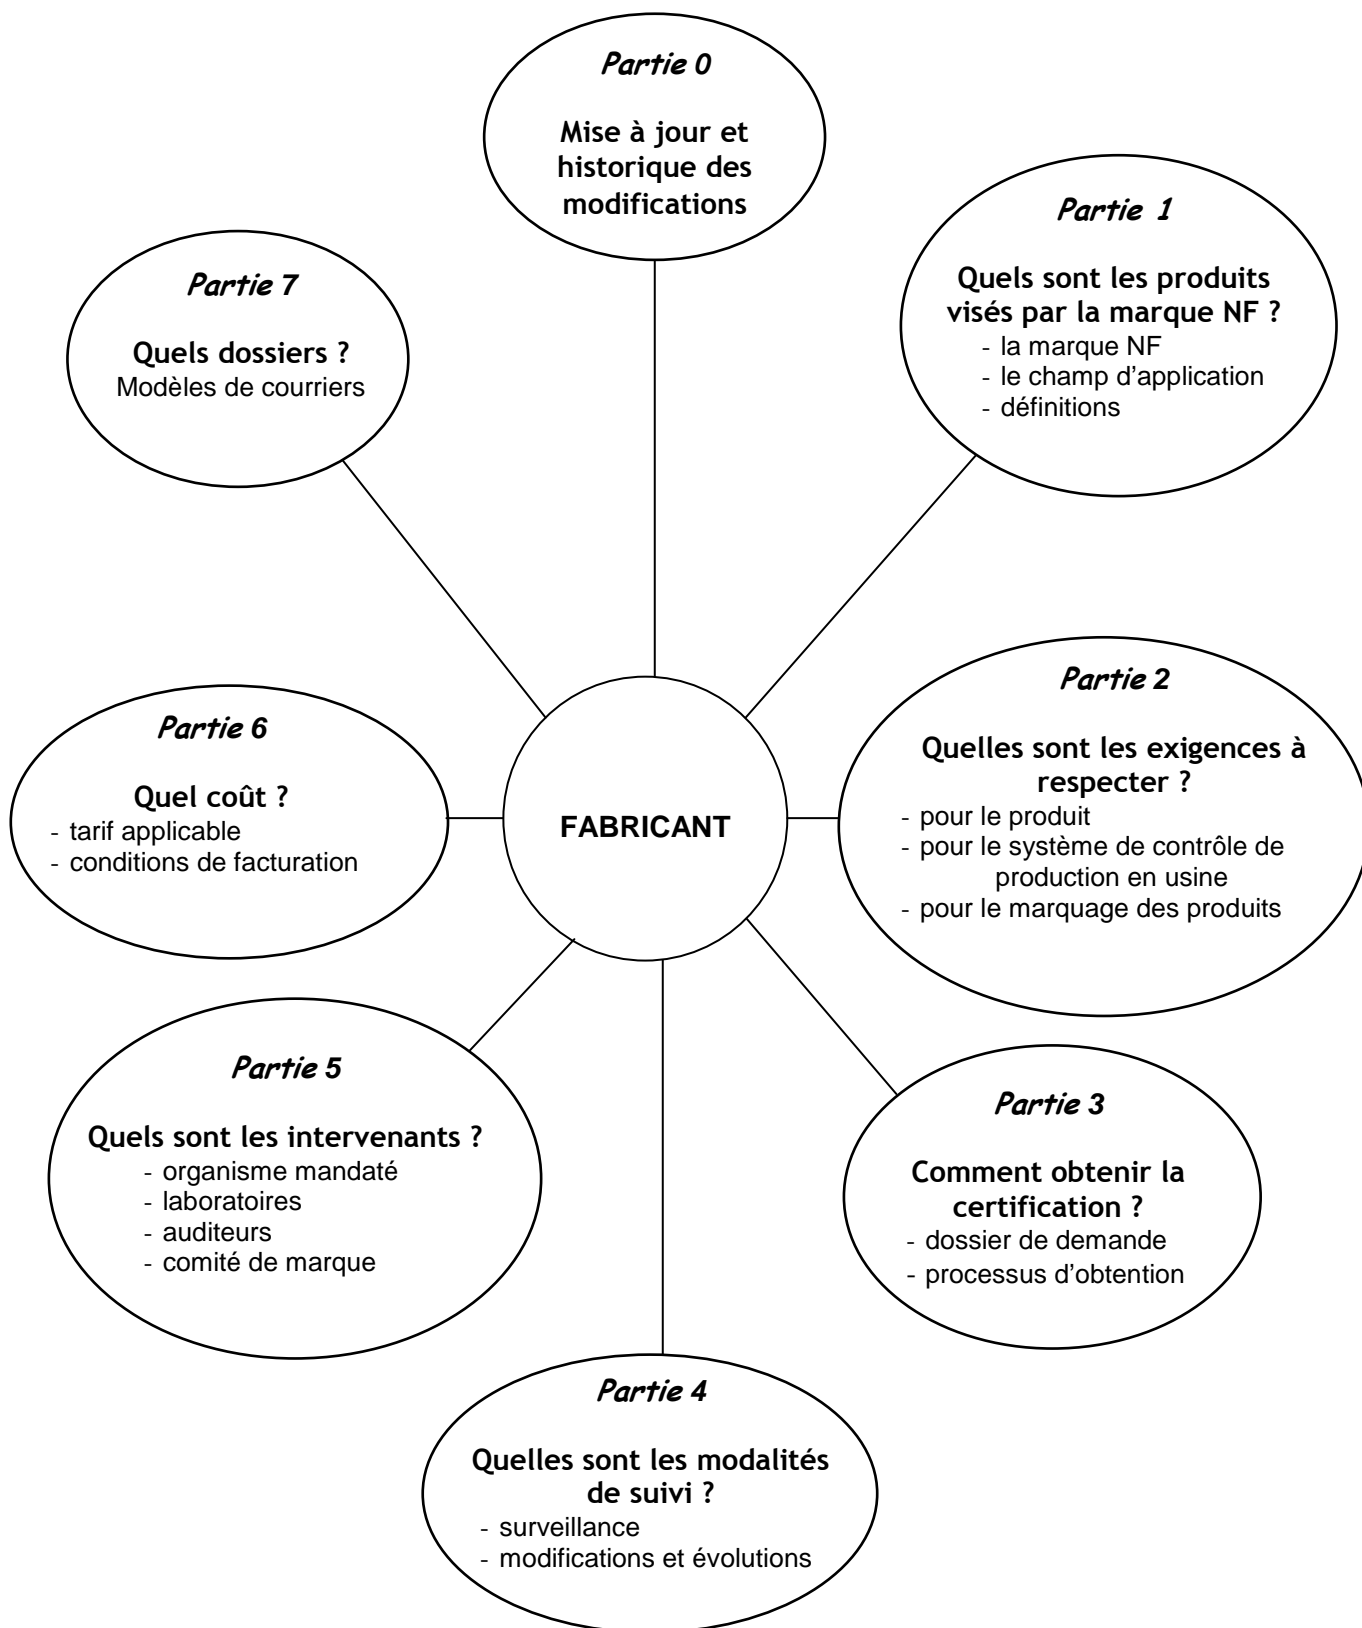 Partie 0
Mise à jour et
historique des
modifications
Partie 1
Quels sont les produits
visés par la marque NF ?
- la marque NF
- le champ d'application
- définitions
Partie 2
Quelles sont les exigences à
respecter ?
- pour le produit
- pour le système de contrôle de
production en usine
- pour le marquage des produits
Partie 3
Comment obtenir la
certification ?
- dossier de demande
- processus d'obtention
Partie 4
Quelles sont les modalités
de suivi ?
- surveillance
- modifications et évolutions
Partie 5
Quels sont les intervenants ?
- organisme mandaté
- laboratoires
- auditeurs
- comité de marque
Partie 6
Quel coût ?
- tarif applicable
- conditions de facturation
Partie 7
Quels dossiers ?
Modèles de courriers
FABRICANT